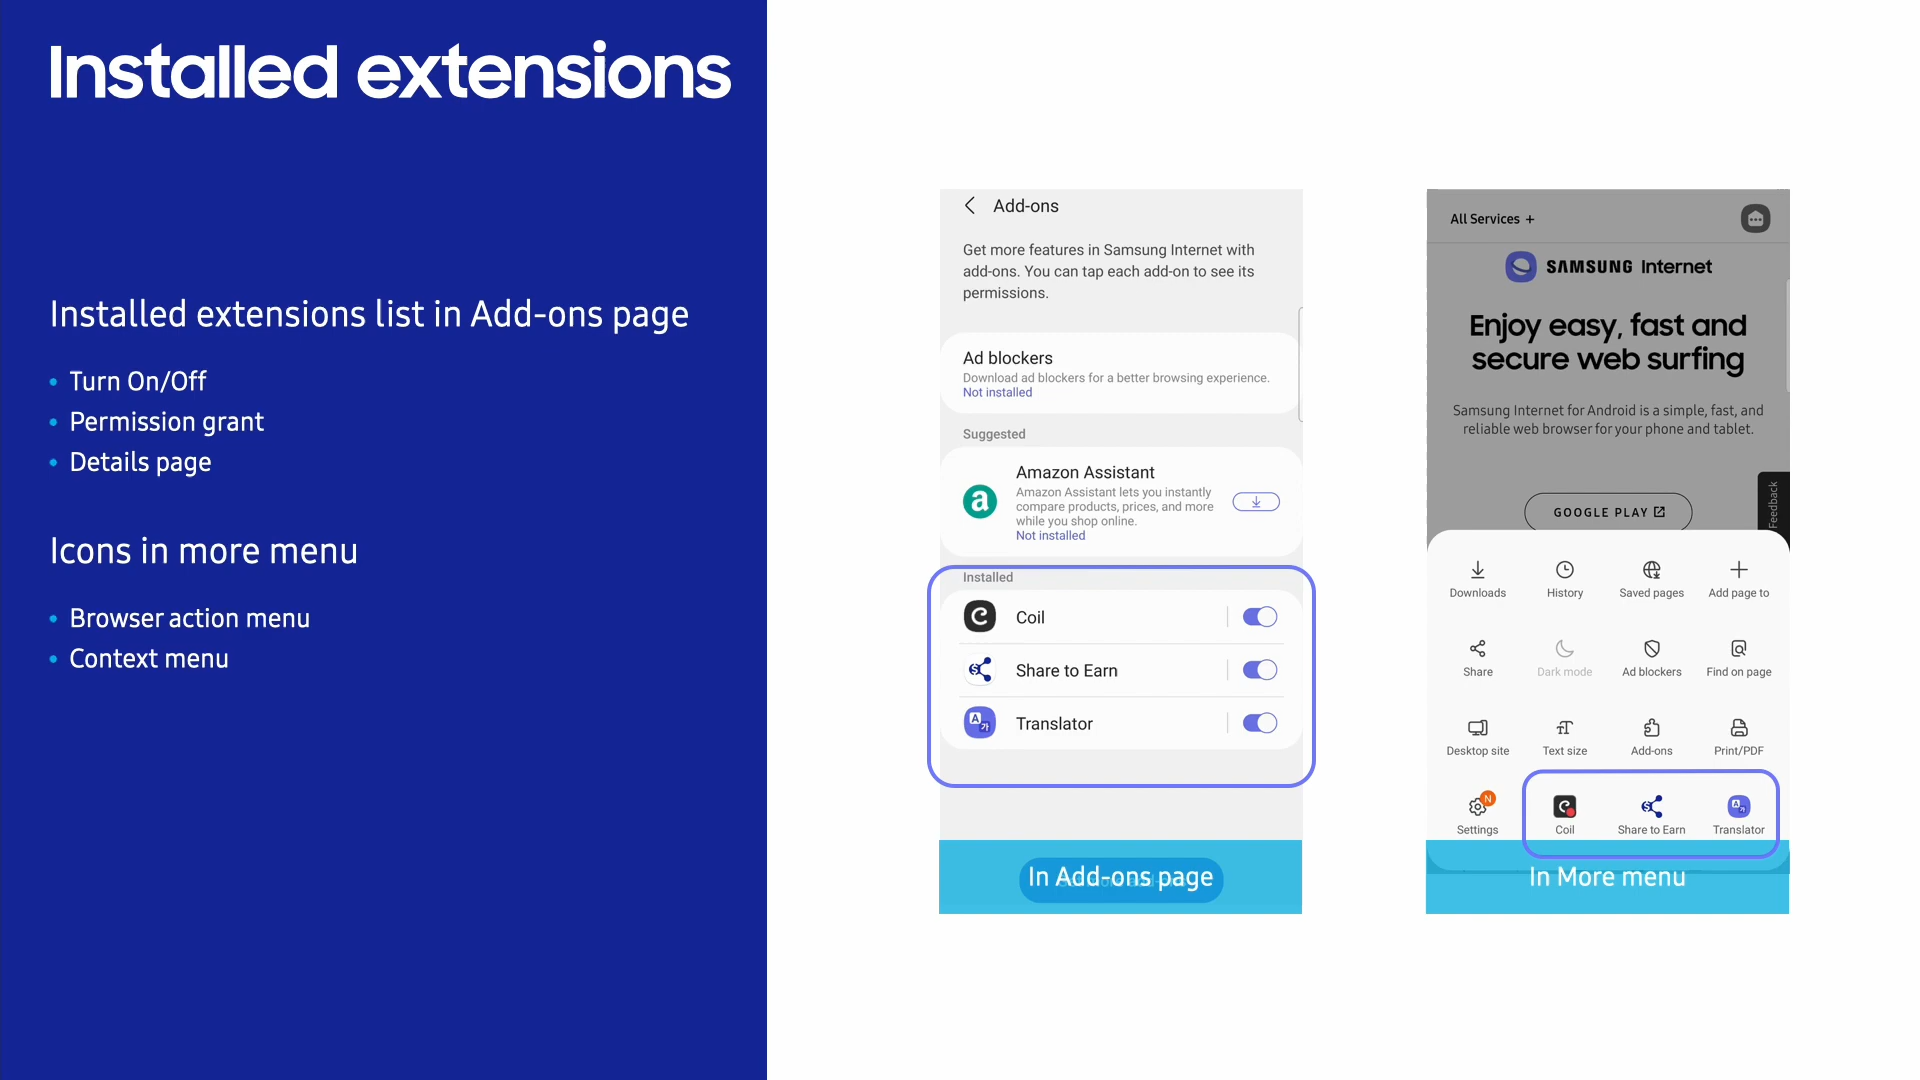 Installed extensions
Installed extensions list in Add-ons page
• Turn On/Off
• Permission grant
• Details page
Icons in more menu
• Browser action menu
• Context menu
Add-ons
Get more features in Samsung Internet with
add-ons. You can tap each add-on to see its
permissions.
Ad blockers
Download ad blockers for a better browsing experience.
Not installed
Suggested
Amazon Assistant
Amazon Assistant lets you instantly
compare products, prices, and more
while you shop online.
Not installed
Installed
Coil
Share to Earn
Translator
In Add-ons page
All Services +
SAMSUNG Internet
Enjoy easy, fast and
secure web surfing
Samsung Internet for Android is a simple, fast, and
reliable web browser for your phone and tablet.
Feedback
GOOGLE PLAY
Downloads
History
Saved pages
Add page to
Share
Dark mode
Ad blockers
Find on page
Desktop site
Text size
Add-ons
Print/PDF
N
Settings
Coil
Share to Earn
Translator
In More menu